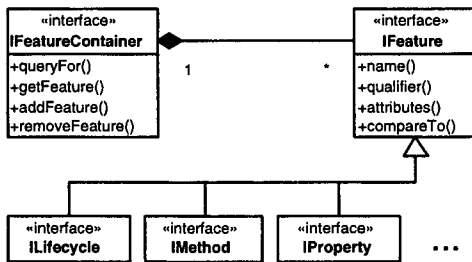 «interface»
IFeatureContainer
+queryFor()
+getFeature()
+addFeature()
+removeFeature()
1
*
«interface»
IFeature
+name()
+qualifier()
+attributes()
+compareTo()
«interface»
ILifecycle
«interface»
IMethod
«interface»
IProperty
...